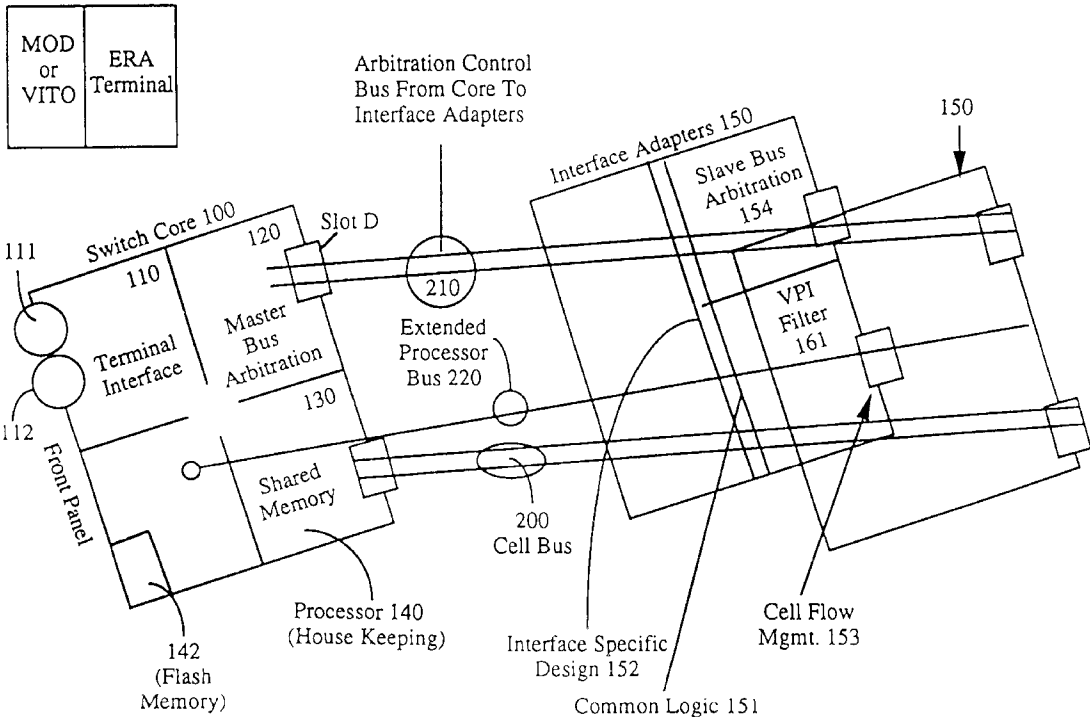 MOD
or
VITO
ERA
Terminal
Arbitration Control
Bus From Core To
Interface Adapters
150
Interface Adapters 150
Slave Bus
Arbitration
154
Slot D
Switch Core 100
120
111
110
210
VPI
Filter
161
Master
Bus
Arbitration
Terminal
Interface
Extended
Processor
Bus 220
130
112
Front Panel
Shared
Memory
200
Cell Bus
Processor 140
(House Keeping)
Cell Flow
Mgmt. 153
Interface Specific
Design 152
142
(Flash
Memory)
Common Logic 151